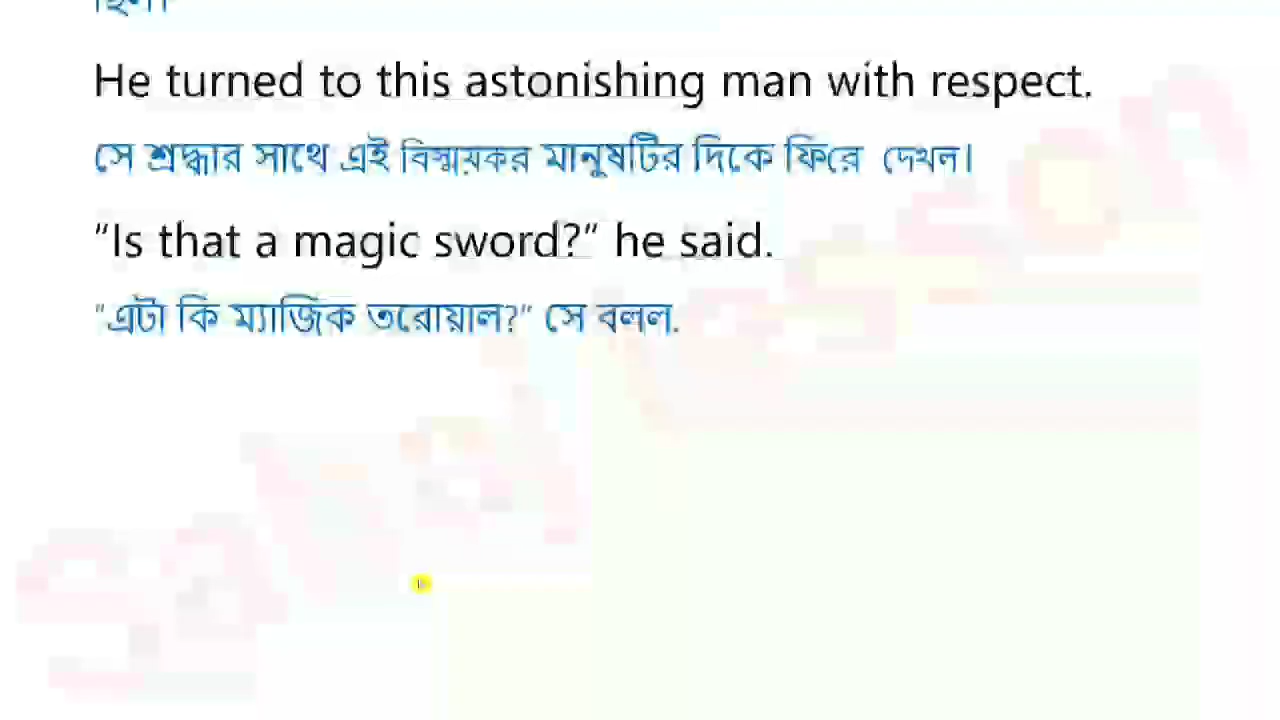 He turned to this astonishing man with respect.
সে শ্রদ্ধার সাথে এই বিস্ময়কর মানুষটির দিকে ফিরে দেখল।
“Is that a magic sword?” he said.
“এটা কি ম্যাজিক তরোয়াল?” সে বলল.